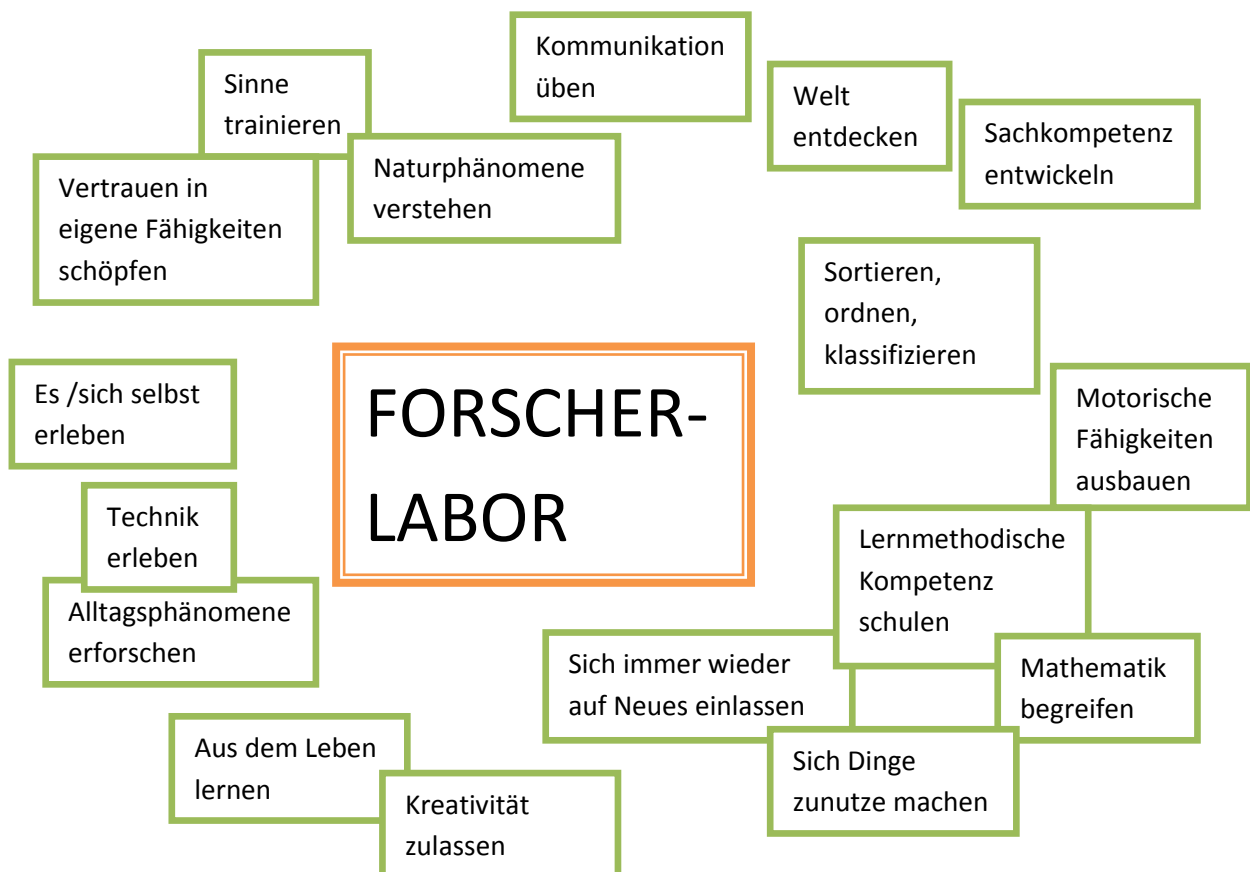 Kommunikation
üben
Sinne
trainieren
Welt
entdecken
Sachkompetenz
entwickeln
Naturphänomene
verstehen
Vertrauen in
eigene Fähigkeiten
schöpfen
Sortieren,
ordnen,
klassifizieren
Es /sich selbst
erleben
FORSCHER-
LABOR
Motorische
Fähigkeiten
ausbauen
Technik
erleben
Lernmethodische
Kompetenz
schulen
Alltagsphänomene
erforschen
Sich immer wieder
auf Neues einlassen
Mathematik
begreifen
Aus dem Leben
lernen
Sich Dinge
zunutze machen
Kreativität
zulassen